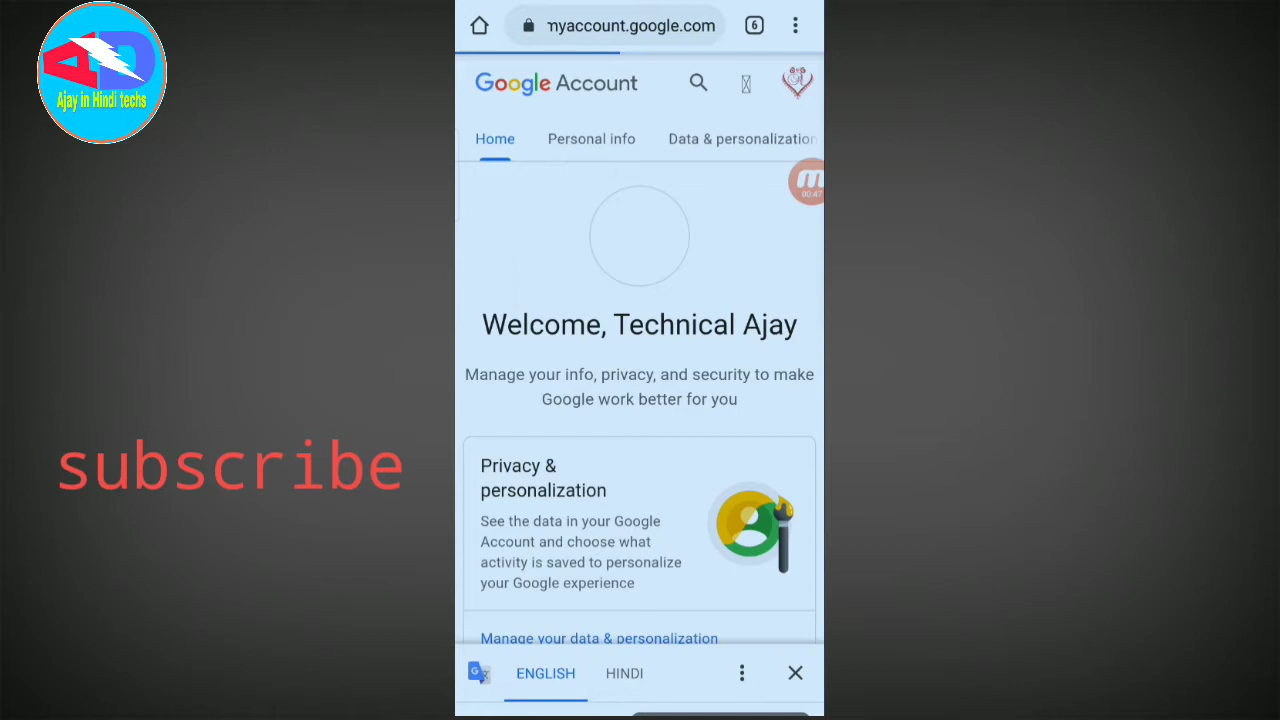 AD
Ajay in Hindi techs
myaccount.google.com
6
Google Account
Home
Personal info
Data & personalization
00:47
Welcome, Technical Ajay
Manage your info, privacy, and security to make
Google work better for you
subscribe
Privacy &
personalization
See the data in your Google
Account and choose what
activity is saved to personalize
your Google experience
Manage your data & personalization
ENGLISH
HINDI